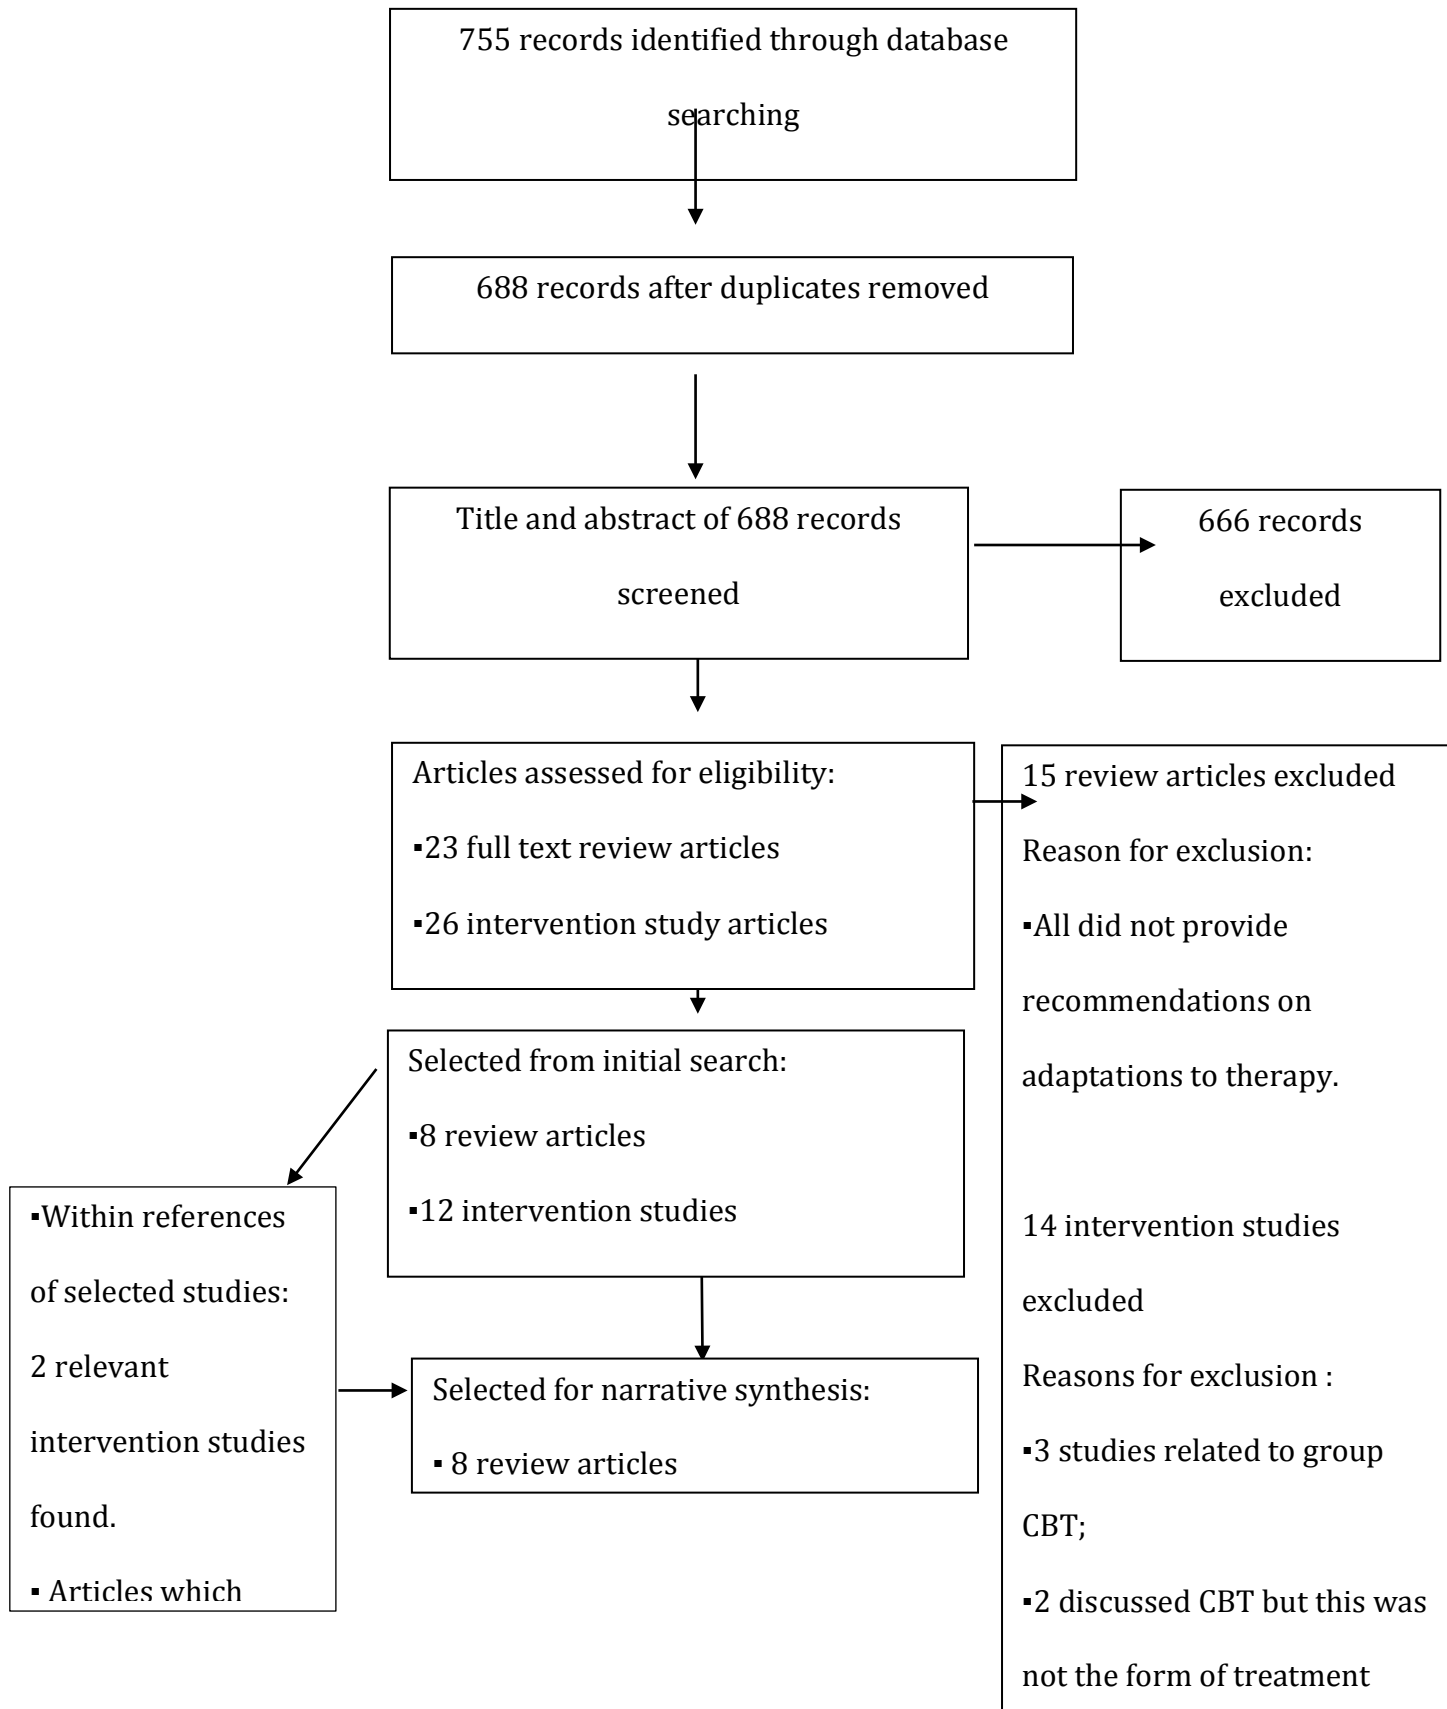 755 records identified through database
searching
688 records after duplicates removed
Title and abstract of 688 records
screened
666 records
excluded
Articles assessed for eligibility:
▪23 full text review articles
▪26 intervention study articles
15 review articles excluded
Reason for exclusion:
▪All did not provide
recommendations on
adaptations to therapy.
14 intervention studies
excluded
Reasons for exclusion :
▪3 studies related to group
CBT;
▪2 discussed CBT but this was
not the form of treatment
Selected from initial search:
▪8 review articles
▪12 intervention studies
▪Within references
of selected studies:
2 relevant
intervention studies
found.
▪ Articles which
Selected for narrative synthesis:
▪ 8 review articles